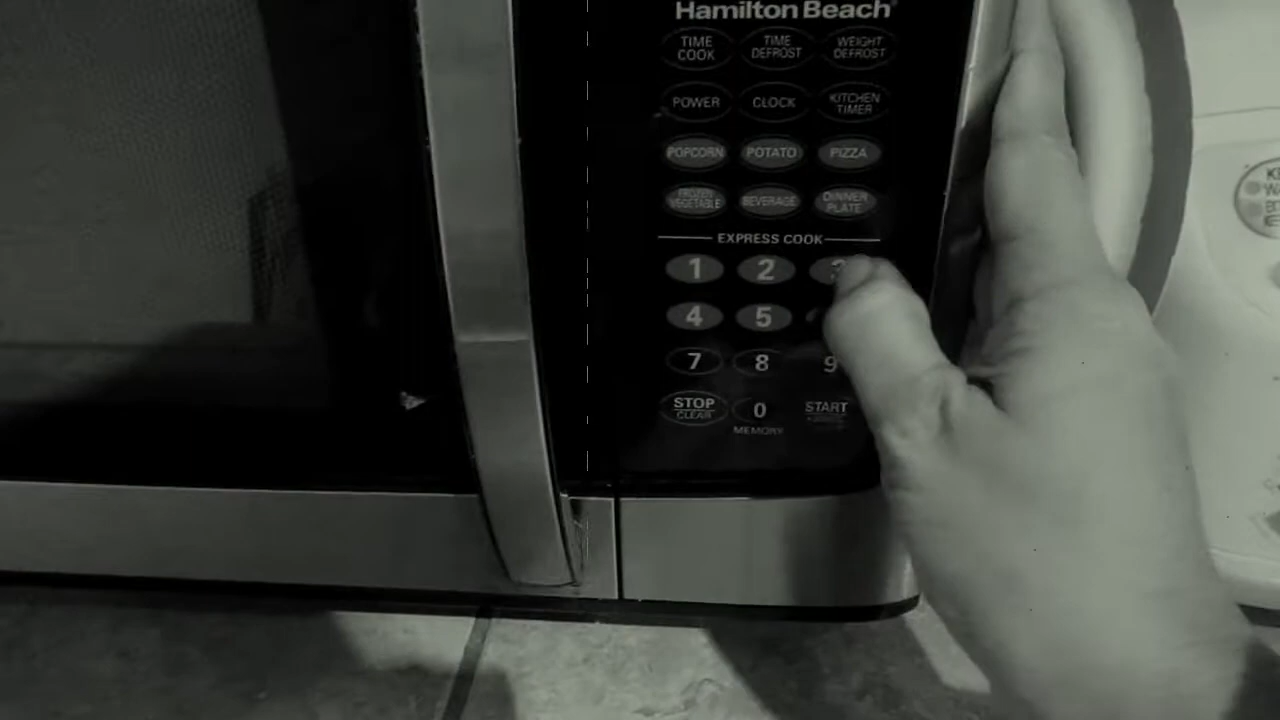 Hamilton Beach
TIME COOK TIME DEFROST WEIGHT DEFROST
POWER CLOCK KITCHEN TIMER
POPCORN POTATO PIZZA
FROZEN VEGETABLE BEVERAGE DINNER PLATE
EXPRESS COOK
1 2 3
4 5
7 8 9
STOP CLEAR 0 START
MEMORY